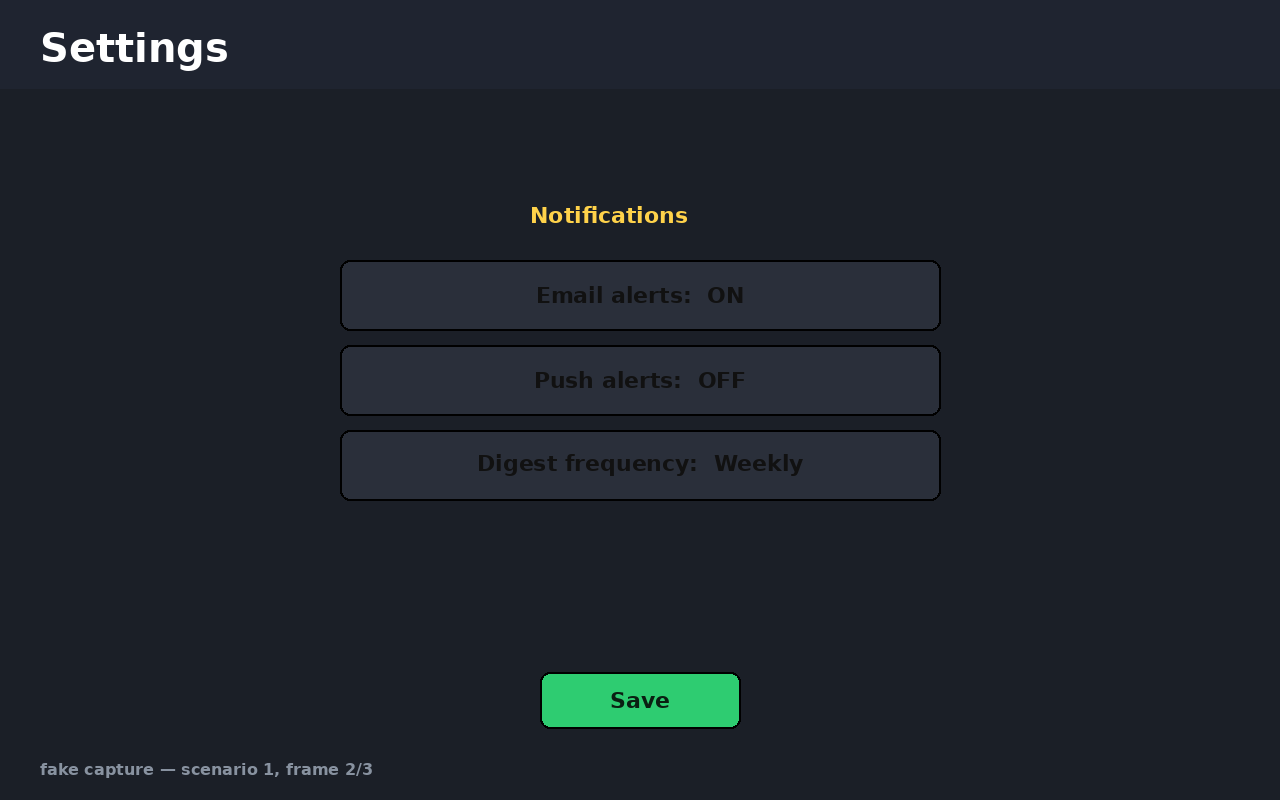 Settings
Notifications
Email alerts:  ON
Push alerts:  OFF
Digest frequency:  Weekly
Save
fake capture — scenario 1, frame 2/3